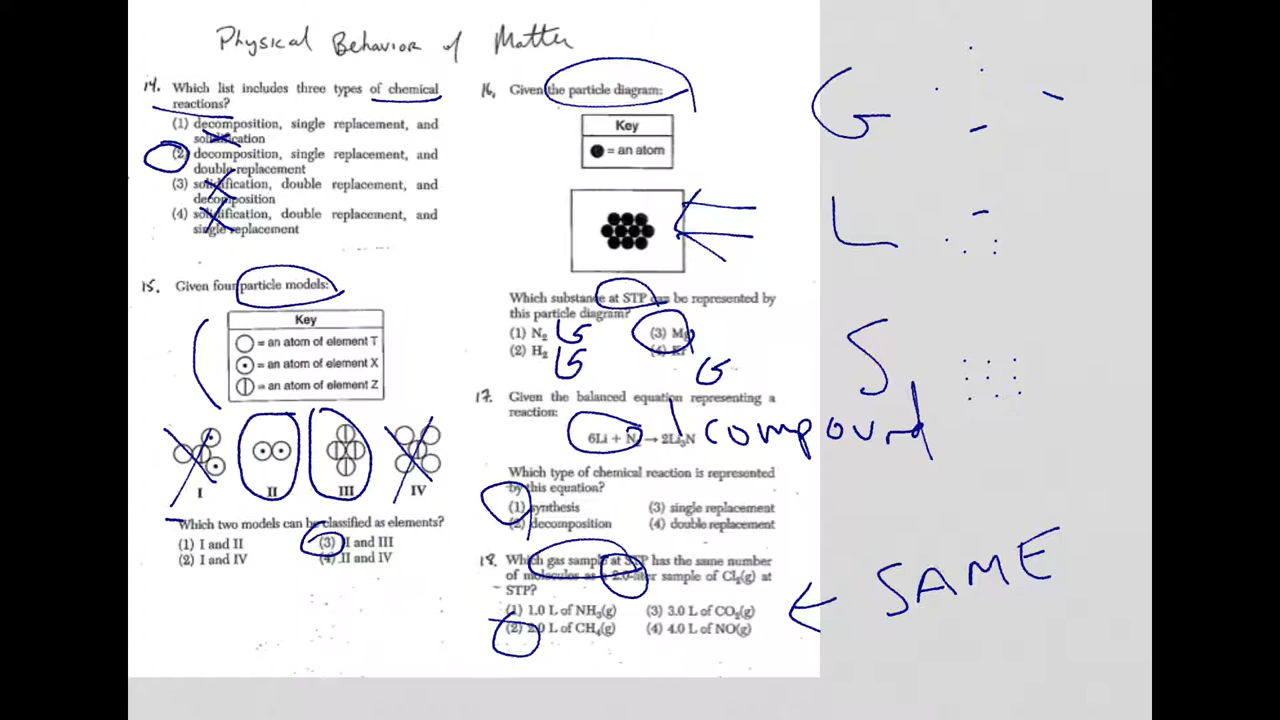 Physical Behavior of Matter
14. Which list includes three types of chemical
reactions?
(1) decomposition, single replacement, and
solidification
(2) decomposition, single replacement, and
double replacement
(3) solidification, double replacement, and
decomposition
(4) solidification, double replacement, and
single replacement
15. Given four particle models:
Key
= an atom of element T
= an atom of element X
= an atom of element Z
I II III IV
Which two models can be classified as elements?
(1) I and II (3) II and III
(2) I and IV (4) II and IV
16. Given the particle diagram:
Key
= an atom
Which substance at STP can be represented by
this particle diagram?
(1) N₂ G (3) Mg
(2) H₂ G (4) Kr G
17. Given the balanced equation representing a
reaction:
6Li + N₂ → 2Li₃N
compound
Which type of chemical reaction is represented
by this equation?
(1) synthesis (3) single replacement
(2) decomposition (4) double replacement
18. Which gas sample at STP has the same number
of molecules as a 2.0-liter sample of Cl₂(g) at
STP?
(1) 1.0 L of NH₃(g) (3) 3.0 L of CO₂(g)
(2) 2.0 L of CH₄(g) (4) 4.0 L of NO(g)
G -
L -
S
← SAME